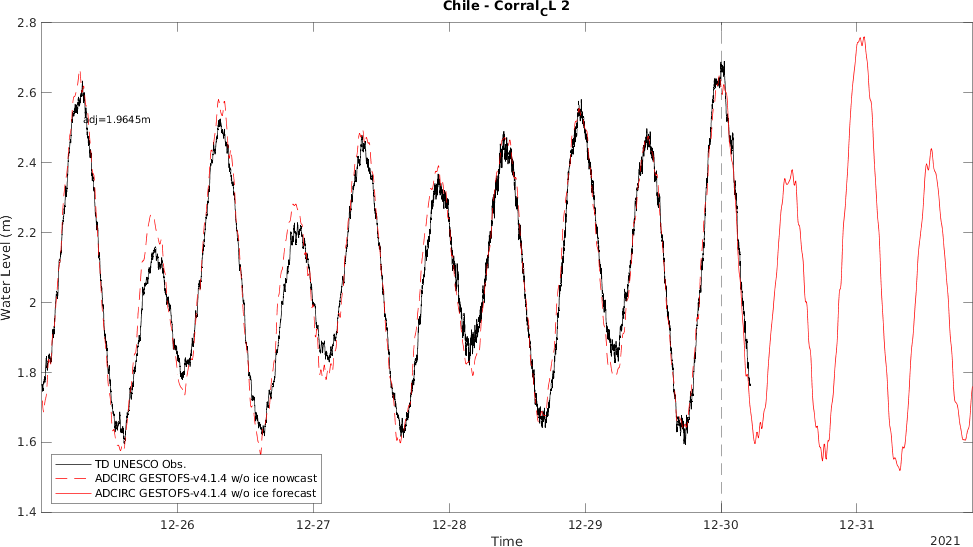 Chile - Corral_CL 2
2.8
2.6
adj=1.9645m
2.4
2.2
Water Level (m)
2
1.8
1.6
TD UNESCO Obs.
ADCIRC GESTOFS-v4.1.4 w/o ice nowcast
ADCIRC GESTOFS-v4.1.4 w/o ice forecast
1.4
12-26 12-27 12-28 12-29 12-30 12-31
Time
2021